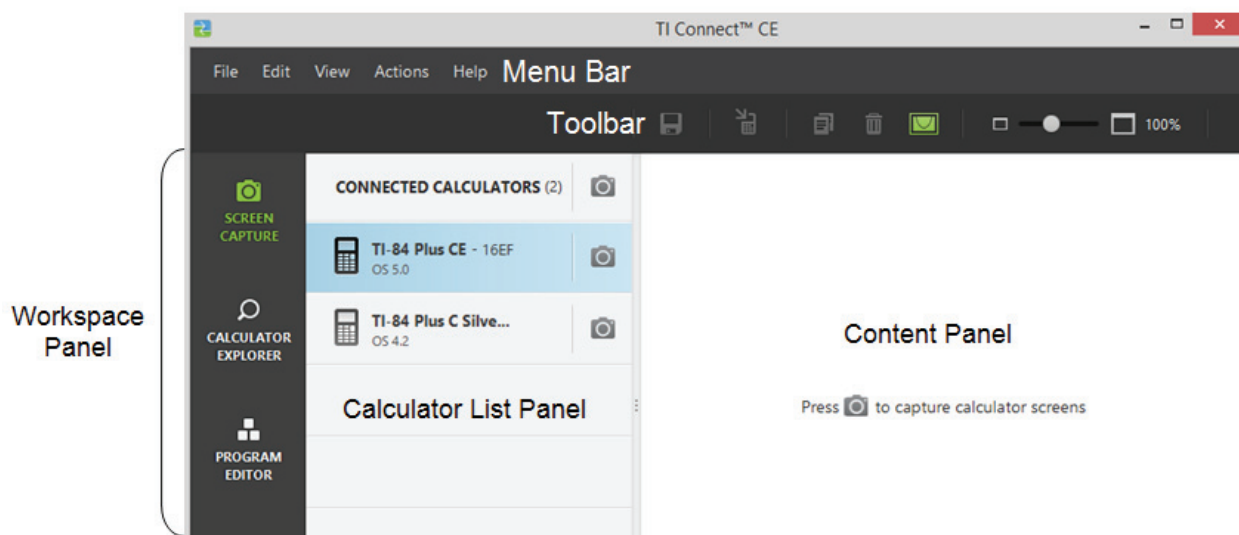 TI Connect™ CE
File Edit View Actions Help Menu Bar
Toolbar 100%
SCREEN
CAPTURE
CONNECTED CALCULATORS (2)
TI-84 Plus CE - 16EF
OS 5.0
CALCULATOR
EXPLORER
TI-84 Plus C Silve...
OS 4.2
Workspace
Panel
Calculator List Panel
PROGRAM
EDITOR
Content Panel
Press to capture calculator screens